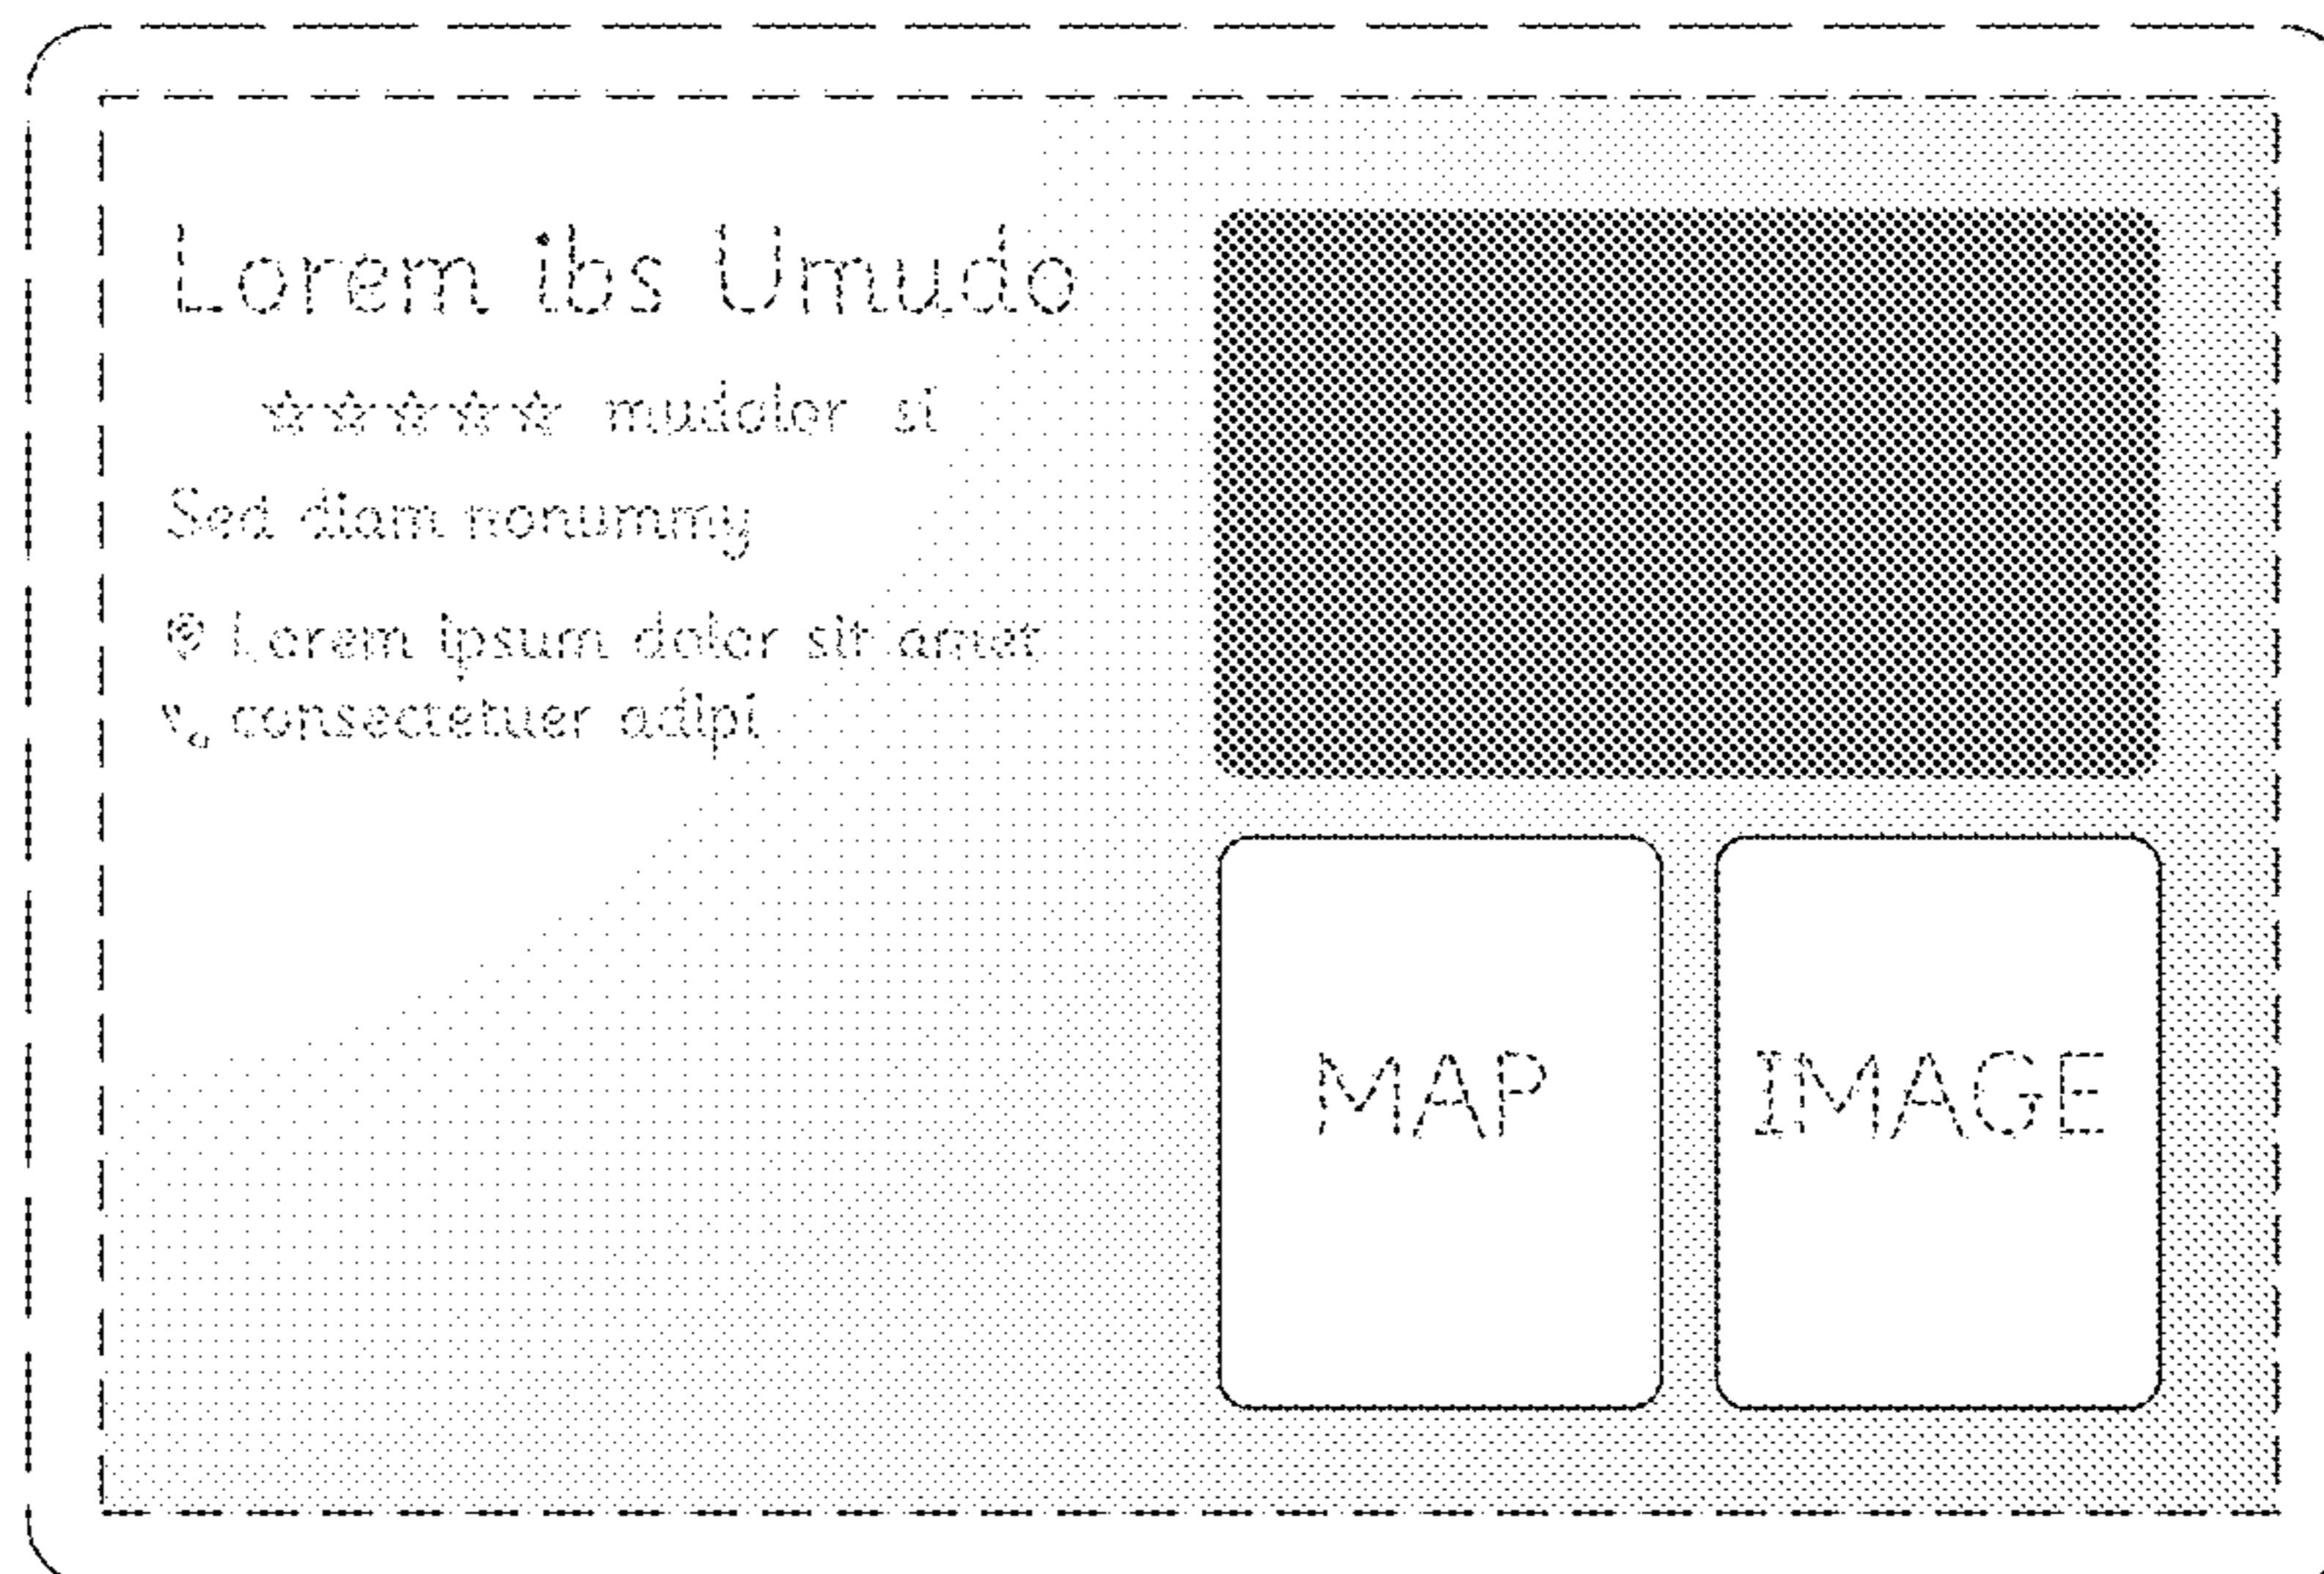 Lorem ibs Umudo
☆☆☆☆☆ mudolor si
Sed diam nonummy
Lorem ipsum dolor sit amet
consectetuer adipi
MAP
IMAGE